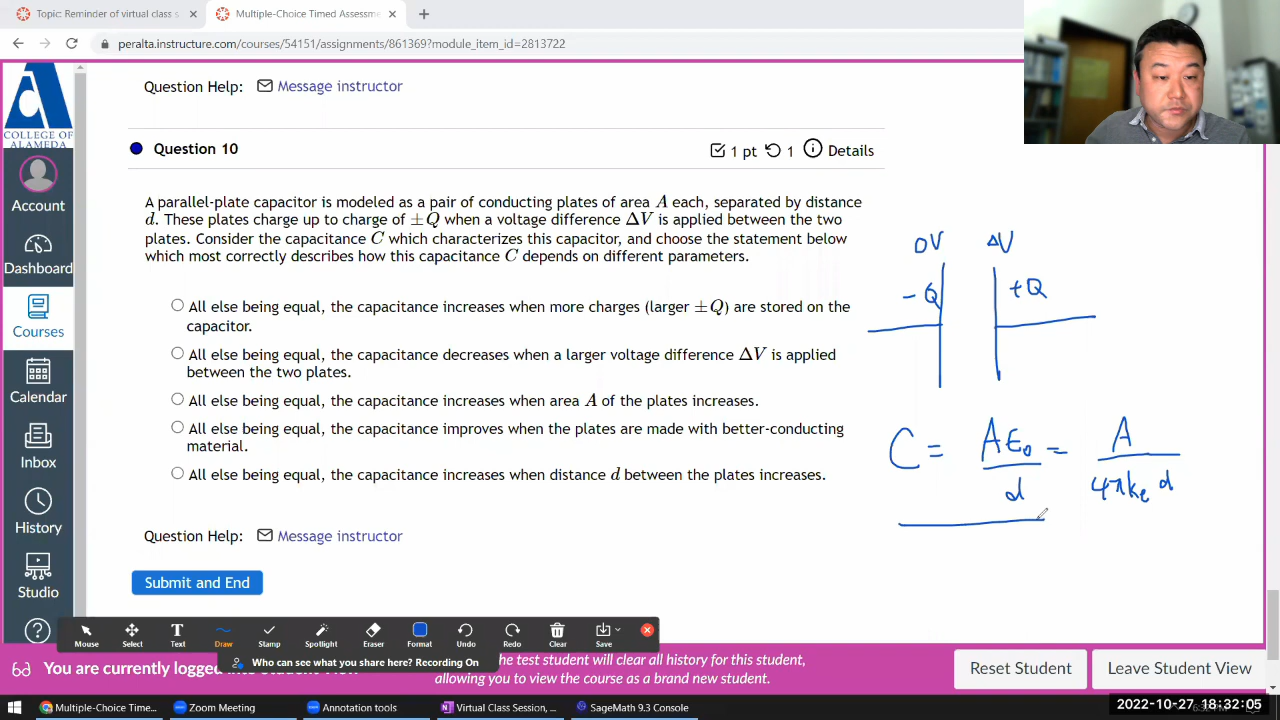 Topic: Reminder of virtual class s
Multiple-Choice Timed Assessme
peralta.instructure.com/courses/54151/assignments/861369?module_item_id=2813722
COLLEGE OF
ALAMEDA
Account
Dashboard
Courses
Calendar
Inbox
History
Studio
Question Help: Message instructor
Question 10
1 pt 1 Details
A parallel-plate capacitor is modeled as a pair of conducting plates of area A each, separated by distance
d. These plates charge up to charge of ±Q when a voltage difference ΔV is applied between the two
plates. Consider the capacitance C which characterizes this capacitor, and choose the statement below
which most correctly describes how this capacitance C depends on different parameters.
All else being equal, the capacitance increases when more charges (larger ±Q) are stored on the
capacitor.
All else being equal, the capacitance decreases when a larger voltage difference ΔV is applied
between the two plates.
All else being equal, the capacitance increases when area A of the plates increases.
All else being equal, the capacitance improves when the plates are made with better-conducting
material.
All else being equal, the capacitance increases when distance d between the plates increases.
Question Help: Message instructor
Submit and End
0V ΔV
-Q +Q
C = Aε₀/d = A/4πkₑd
Mouse Select Text Draw Stamp Spotlight Eraser Format Undo Redo Clear Save
Who can see what you share here? Recording On
You are currently logged
the test student will clear all history for this student,
allowing you to view the course as a brand new student.
Reset Student
Leave Student View
Multiple-Choice Time...
Zoom Meeting
Annotation tools
Virtual Class Session, ...
SageMath 9.3 Console
2022-10-27 18:32:05